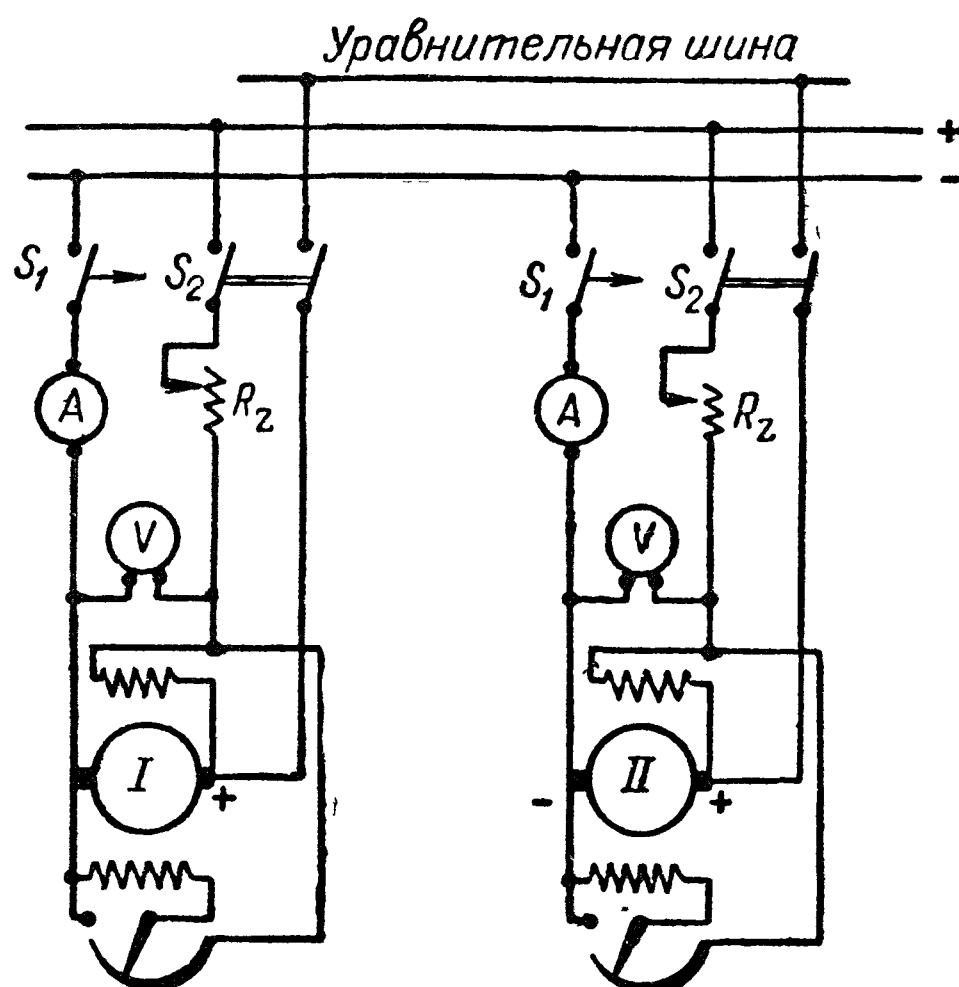 Уравнительная шина
+
−
S₁ S₂ S₁ S₂
A R₂ A R₂
V V
I + − II +